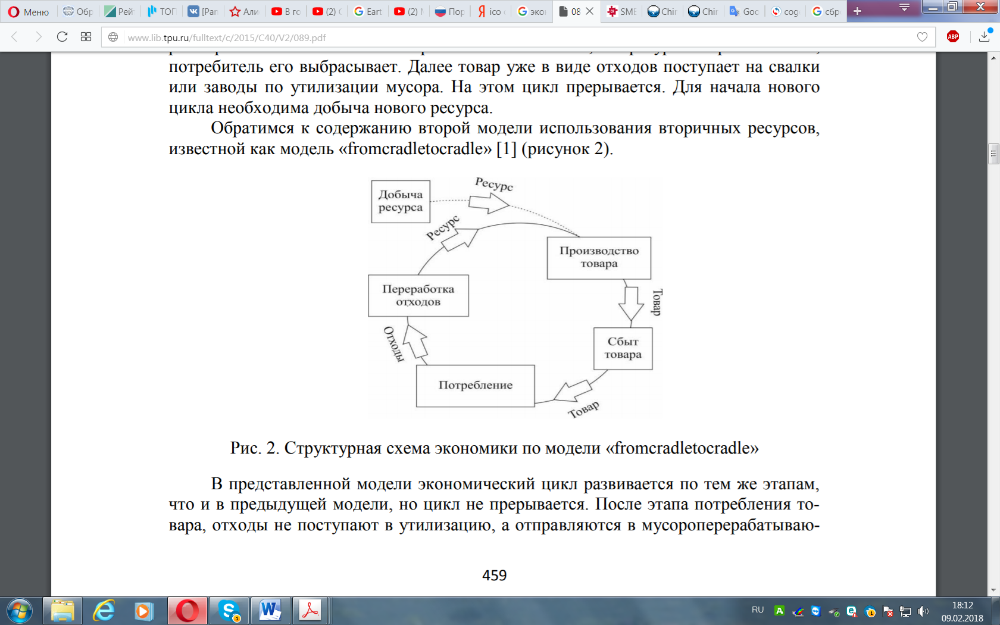 Меню
Обр
Рей
ТОГ
[Par
Али
В го
(2) С
Eart
(2) М
Пор
ico
экон
08
SME
Chir
Chir
Goo
cog
сбр
www.lib.tpu.ru/fulltext/c/2015/C40/V2/089.pdf
ABP
потребитель его выбрасывает. Далее товар уже в виде отходов поступает на свалки
или заводы по утилизации мусора. На этом цикл прерывается. Для начала нового
цикла необходима добыча нового ресурса.
Обратимся к содержанию второй модели использования вторичных ресурсов,
известной как модель «fromcradletocradle» [1] (рисунок 2).
Добыча
ресурса
Ресурс
Ресурс
Производство
товара
Товар
Переработка
отходов
Отходы
Сбыт
товара
Потребление
Товар
Рис. 2. Структурная схема экономики по модели «fromcradletocradle»
В представленной модели экономический цикл развивается по тем же этапам,
что и в предыдущей модели, но цикл не прерывается. После этапа потребления то-
вара, отходы не поступают в утилизацию, а отправляются в мусороперерабатываю-
459
RU
18:12
09.02.2018